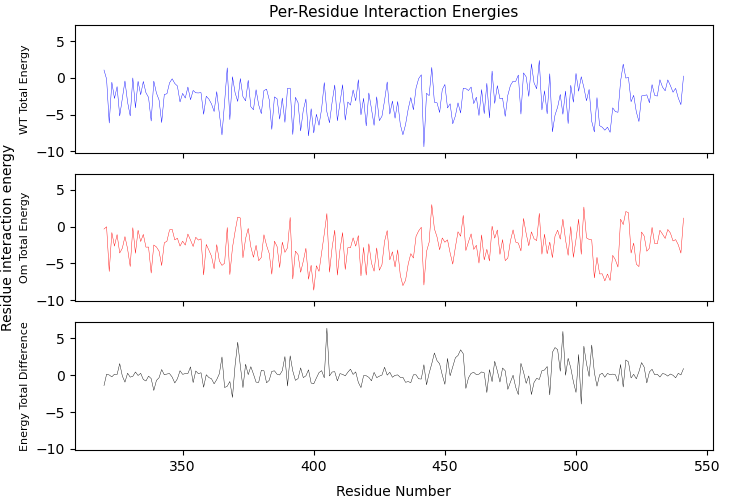 Per-Residue Interaction Energies
Residue interaction energy
WT Total Energy
5
0
−5
−10
Om Total Energy
5
0
−5
−10
Energy Total Difference
5
0
−5
−10
350
400
450
500
550
Residue Number